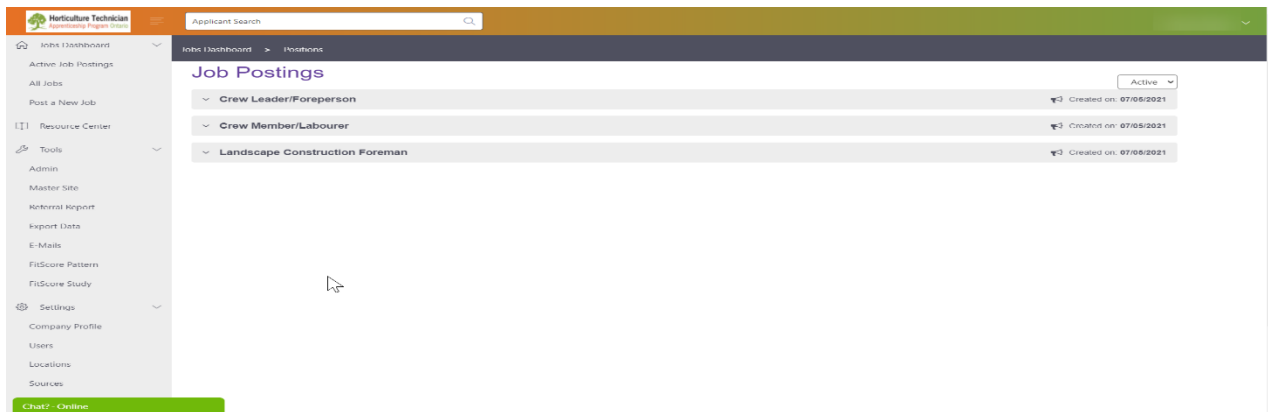 Horticulture Technician
Apprenticeship Program Ontario
Applicant Search
Jobs Dashboard
Active Job Postings
All Jobs
Post a New Job
Resource Center
Tools
Admin
Master Site
Referral Report
Export Data
E-Mails
FitScore Pattern
FitScore Study
Settings
Company Profile
Users
Locations
Sources
Chat? - Online
Jobs Dashboard > Positions
Job Postings
Active
Crew Leader/Foreperson Created on: 07/05/2021
Crew Member/Labourer Created on: 07/05/2021
Landscape Construction Foreman Created on: 07/05/2021